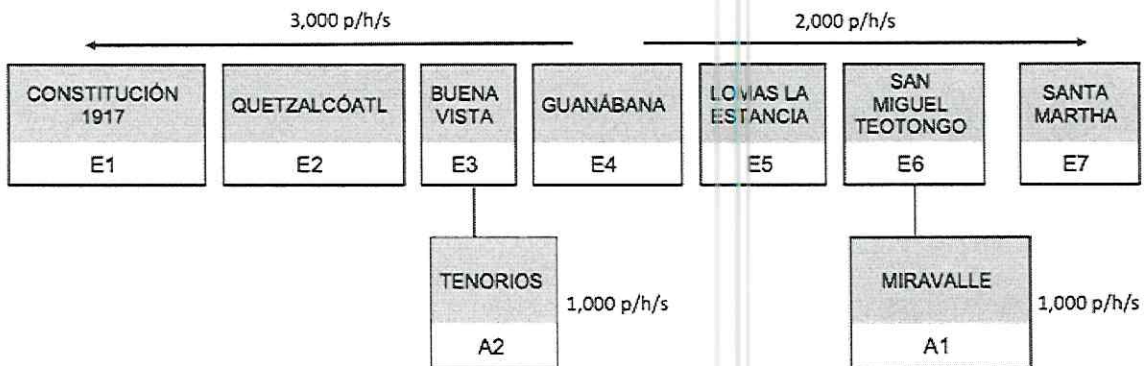 3,000 p/h/s
2,000 p/h/s
CONSTITUCIÓN
1917
E1
QUETZALCÓATL
E2
BUENA
VISTA
E3
GUANÁBANA
E4
LOMAS LA
ESTANCIA
E5
SAN
MIGUEL
TEOTONGO
E6
SANTA
MARTHA
E7
TENORIOS
A2
1,000 p/h/s
MIRAVALLE
A1
1,000 p/h/s